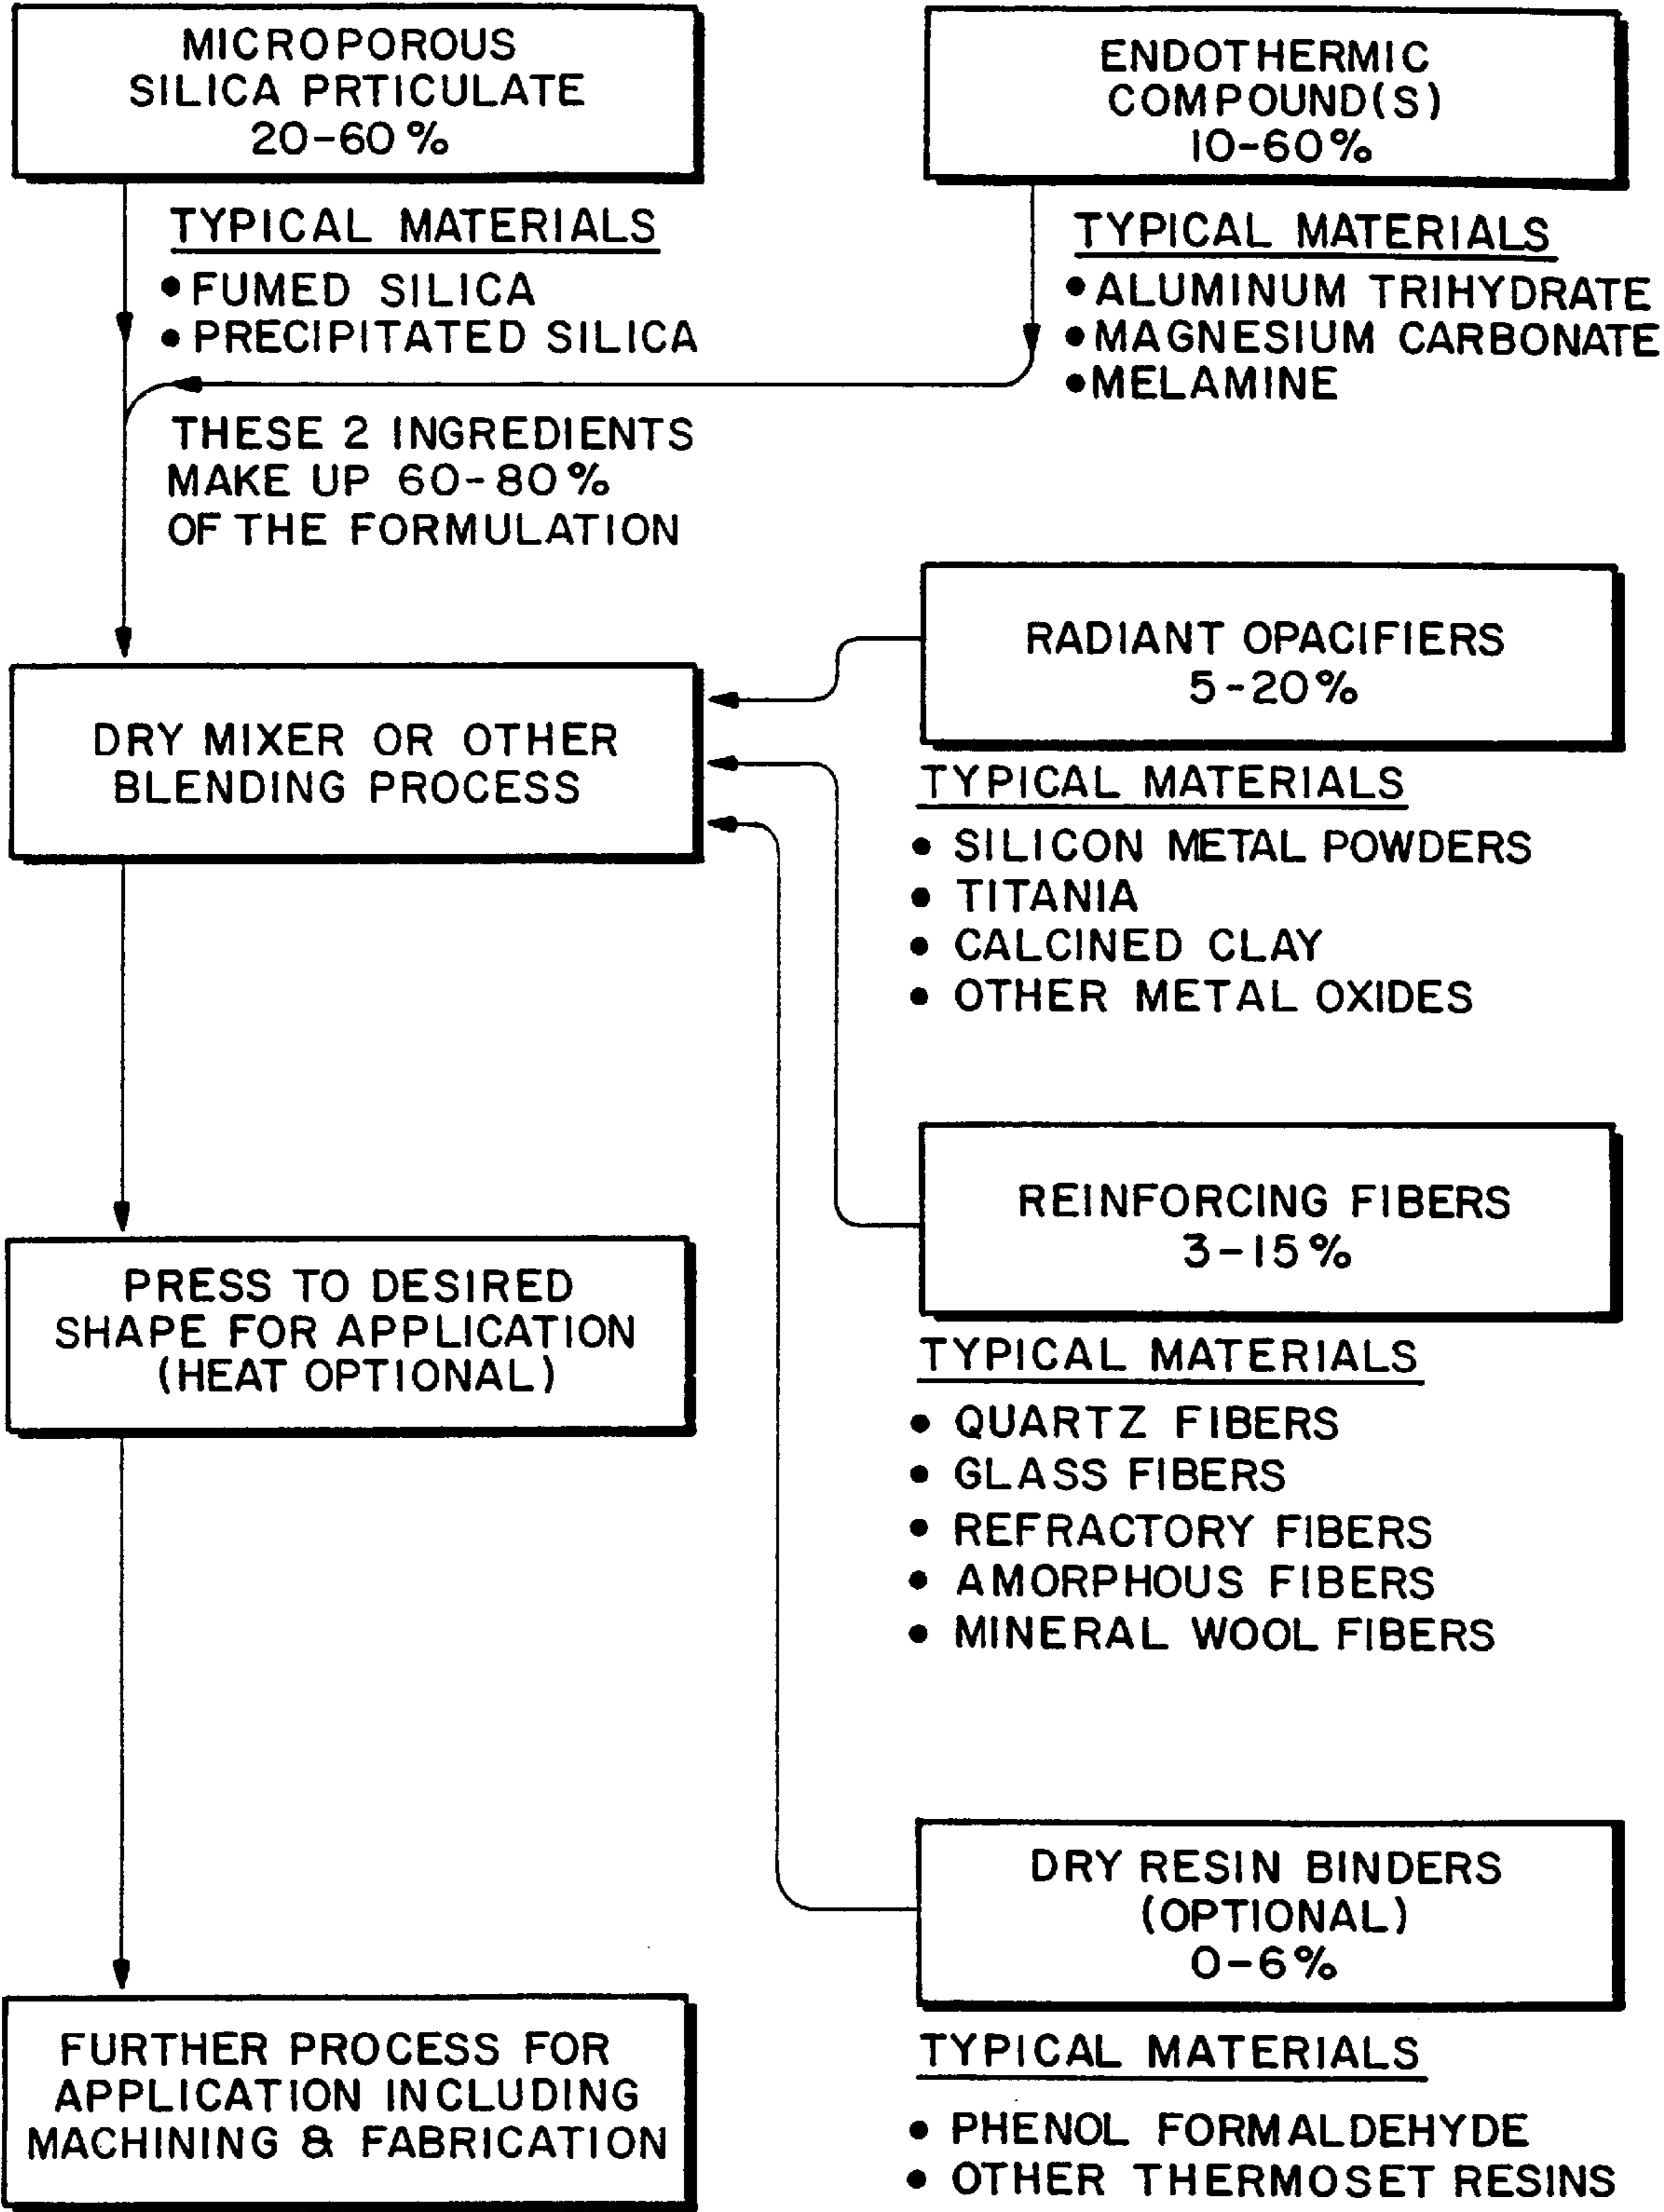 MICROPOROUS
SILICA PRTICULATE
20-60%
TYPICAL MATERIALS
• FUMED SILICA
• PRECIPITATED SILICA
ENDOTHERMIC
COMPOUND(S)
10-60%
TYPICAL MATERIALS
• ALUMINUM TRIHYDRATE
• MAGNESIUM CARBONATE
• MELAMINE
THESE 2 INGREDIENTS
MAKE UP 60-80%
OF THE FORMULATION
DRY MIXER OR OTHER
BLENDING PROCESS
RADIANT OPACIFIERS
5-20%
TYPICAL MATERIALS
• SILICON METAL POWDERS
• TITANIA
• CALCINED CLAY
• OTHER METAL OXIDES
PRESS TO DESIRED
SHAPE FOR APPLICATION
(HEAT OPTIONAL)
REINFORCING FIBERS
3-15%
TYPICAL MATERIALS
• QUARTZ FIBERS
• GLASS FIBERS
• REFRACTORY FIBERS
• AMORPHOUS FIBERS
• MINERAL WOOL FIBERS
FURTHER PROCESS FOR
APPLICATION INCLUDING
MACHINING & FABRICATION
DRY RESIN BINDERS
(OPTIONAL)
0-6%
TYPICAL MATERIALS
• PHENOL FORMALDEHYDE
• OTHER THERMOSET RESINS